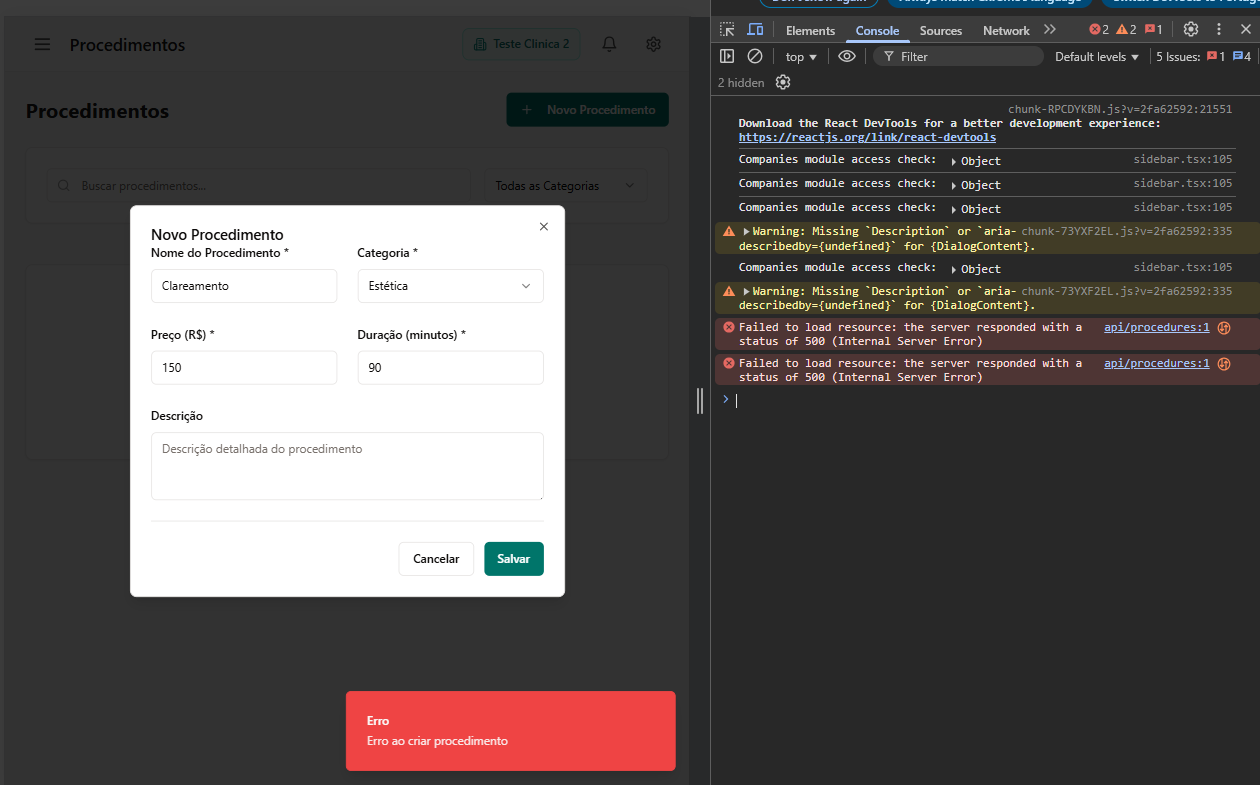 Procedimentos
Teste Clínica 2
Procedimentos
+ Novo Procedimento
Buscar procedimentos...
Todas as Categorias
Novo Procedimento
Nome do Procedimento *
Categoria *
Clareamento
Estética
Preço (R$) *
Duração (minutos) *
150
90
Descrição
Descrição detalhada do procedimento
Cancelar
Salvar
Erro
Erro ao criar procedimento
Elements
Console
Sources
Network
2
2
1
top
Filter
Default levels
5 Issues:
1
4
2 hidden
chunk-RPCDYKBN.js?v=2fa62592:21551
Download the React DevTools for a better development experience:
https://reactjs.org/link/react-devtools
Companies module access check: Object sidebar.tsx:105
Companies module access check: Object sidebar.tsx:105
Companies module access check: Object sidebar.tsx:105
Warning: Missing `Description` or `aria- chunk-73YXF2EL.js?v=2fa62592:335
describedby={undefined}` for {DialogContent}.
Companies module access check: Object sidebar.tsx:105
Warning: Missing `Description` or `aria- chunk-73YXF2EL.js?v=2fa62592:335
describedby={undefined}` for {DialogContent}.
Failed to load resource: the server responded with a api/procedures:1
status of 500 (Internal Server Error)
Failed to load resource: the server responded with a api/procedures:1
status of 500 (Internal Server Error)